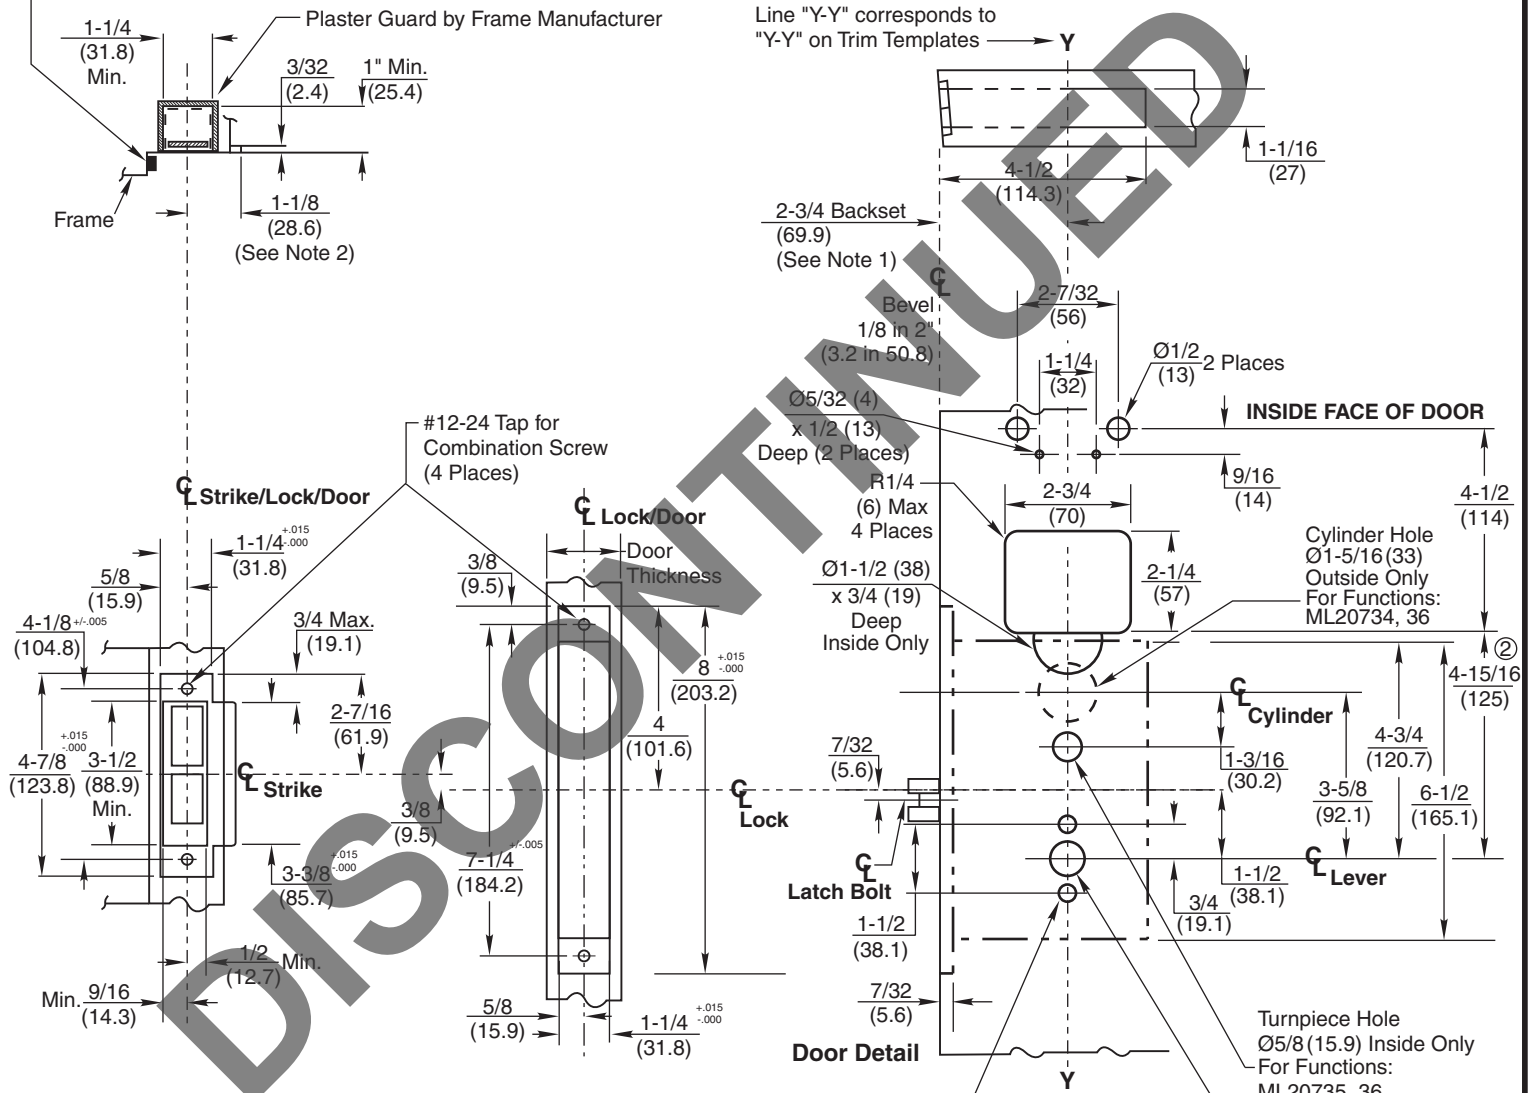 Plaster Guard by Frame Manufacturer
1-1/4
(31.8)
Min.
3/32
(2.4)
1" Min.
(25.4)
Frame
1-1/8
(28.6)
(See Note 2)
Line "Y-Y" corresponds to
"Y-Y" on Trim Templates
Y
1-1/16
(27)
4-1/2
(114.3)
2-3/4 Backset
(69.9)
(See Note 1)
CL
Bevel
1/8 in 2"
(3.2 in 50.8)
2-7/32
(56)
1-1/4
(32)
Ø1/2
(13)
2 Places
Ø5/32 (4)
x 1/2 (13)
Deep (2 Places)
INSIDE FACE OF DOOR
9/16
(14)
4-1/2
(114)
R1/4
(6) Max
4 Places
2-3/4
(70)
2-1/4
(57)
Ø1-1/2 (38)
x 3/4 (19)
Deep
Inside Only
Cylinder Hole
Ø1-5/16 (33)
Outside Only
For Functions:
ML20734, 36
2
4-15/16
(125)
#12-24 Tap for
Combination Screw
(4 Places)
CL Strike/Lock/Door
1-1/4 +.015 -.000
(31.8)
5/8
(15.9)
4-1/8 +/-.005
(104.8)
3/4 Max.
(19.1)
2-7/16
(61.9)
4-7/8 +.015 -.000
(123.8)
3-1/2
(88.9)
Min.
CL Strike
3/8
(9.5)
3-3/8 +.015 -.000
(85.7)
1/2
(12.7)
Min.
Min. 9/16
(14.3)
CL Lock/Door
Door
Thickness
3/8
(9.5)
8 +.015 -.000
(203.2)
4
(101.6)
7-1/4 +/-.005
(184.2)
5/8
(15.9)
1-1/4 +.015 -.000
(31.8)
CL Lock
7/32
(5.6)
CL Cylinder
1-3/16
(30.2)
3-5/8
(92.1)
4-3/4
(120.7)
6-1/2
(165.1)
CL Latch Bolt
CL Lever
1-1/2
(38.1)
1-1/2
(38.1)
3/4
(19.1)
7/32
(5.6)
Door Detail
Y
Turnpiece Hole
Ø5/8 (15.9) Inside Only
For Functions:
ML20735, 36
DISCONTINUED